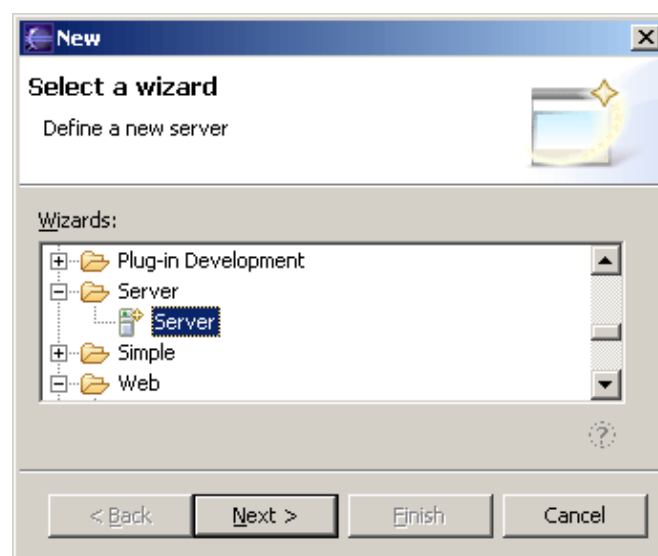 New
Select a wizard
Define a new server
Wizards:
Plug-in Development
Server
Server
Simple
Web
< Back Next > Finish Cancel